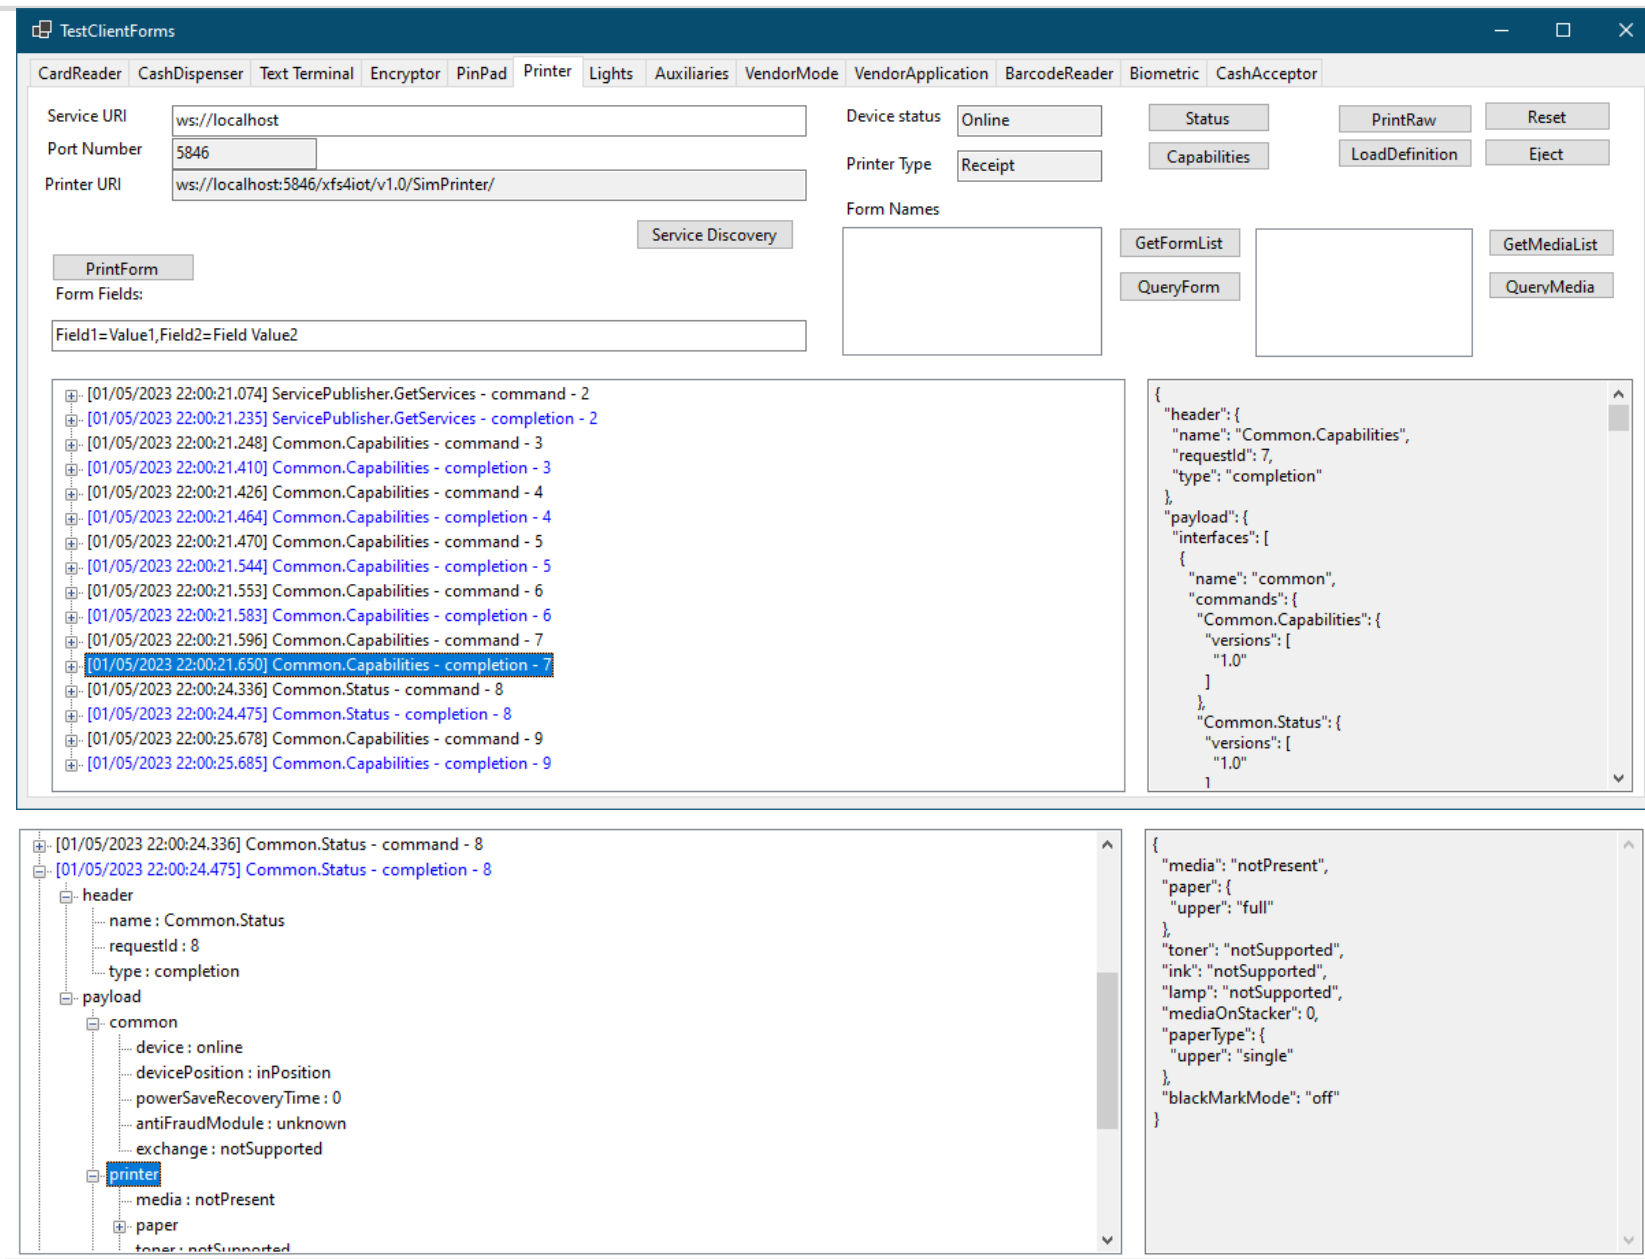 TestClientForms
CardReader CashDispenser Text Terminal Encryptor PinPad Printer Lights Auxiliaries VendorMode VendorApplication BarcodeReader Biometric CashAcceptor
Service URI ws://localhost Device status Online Status PrintRaw Reset
Port Number 5846 Capabilities LoadDefinition Eject
Printer URI ws://localhost:5846/xfs4iot/v1.0/SimPrinter/ Printer Type Receipt
Form Names
Service Discovery GetFormList GetMediaList
PrintForm QueryForm QueryMedia
Form Fields:
Field1=Value1,Field2=Field Value2
[01/05/2023 22:00:21.074] ServicePublisher.GetServices - command - 2
[01/05/2023 22:00:21.235] ServicePublisher.GetServices - completion - 2
[01/05/2023 22:00:21.248] Common.Capabilities - command - 3
[01/05/2023 22:00:21.410] Common.Capabilities - completion - 3
[01/05/2023 22:00:21.426] Common.Capabilities - command - 4
[01/05/2023 22:00:21.464] Common.Capabilities - completion - 4
[01/05/2023 22:00:21.470] Common.Capabilities - command - 5
[01/05/2023 22:00:21.544] Common.Capabilities - completion - 5
[01/05/2023 22:00:21.553] Common.Capabilities - command - 6
[01/05/2023 22:00:21.583] Common.Capabilities - completion - 6
[01/05/2023 22:00:21.596] Common.Capabilities - command - 7
[01/05/2023 22:00:21.650] Common.Capabilities - completion - 7
[01/05/2023 22:00:24.336] Common.Status - command - 8
[01/05/2023 22:00:24.475] Common.Status - completion - 8
[01/05/2023 22:00:25.678] Common.Capabilities - command - 9
[01/05/2023 22:00:25.685] Common.Capabilities - completion - 9
{
"header": {
"name": "Common.Capabilities",
"requestId": 7,
"type": "completion"
},
"payload": {
"interfaces": [
{
"name": "common",
"commands": {
"Common.Capabilities": {
"versions": [
"1.0"
]
},
"Common.Status": {
"versions": [
"1.0"
]
[01/05/2023 22:00:24.336] Common.Status - command - 8
[01/05/2023 22:00:24.475] Common.Status - completion - 8
header
name : Common.Status
requestId : 8
type : completion
payload
common
device : online
devicePosition : inPosition
powerSaveRecoveryTime : 0
antiFraudModule : unknown
exchange : notSupported
printer
media : notPresent
paper
toner : notSupported
{
"media": "notPresent",
"paper": {
"upper": "full"
},
"toner": "notSupported",
"ink": "notSupported",
"lamp": "notSupported",
"mediaOnStacker": 0,
"paperType": {
"upper": "single"
},
"blackMarkMode": "off"
}